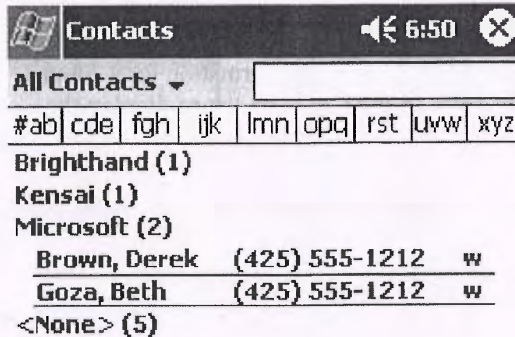 Contacts 6:50
All Contacts
#ab cde fgh ijk lmn opq rst uvw xyz
Brighthand (1)
Kensai (1)
Microsoft (2)
Brown, Derek (425) 555-1212 w
Goza, Beth (425) 555-1212 w
<None> (5)